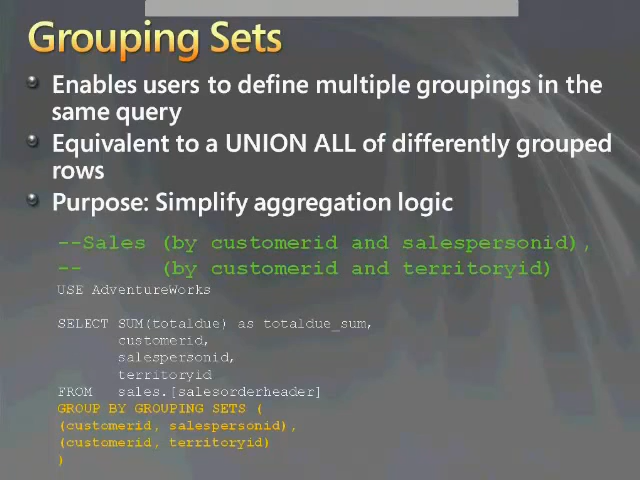 Grouping Sets
Enables users to define multiple groupings in the
same query
Equivalent to a UNION ALL of differently grouped
rows
Purpose: Simplify aggregation logic
--Sales (by customerid and salespersonid),
-- (by customerid and territoryid)
USE AdventureWorks
SELECT SUM(totaldue) as totaldue_sum,
customerid,
salespersonid,
territoryid
FROM sales.[salesorderheader]
GROUP BY GROUPING SETS (
(customerid, salespersonid),
(customerid, territoryid)
)